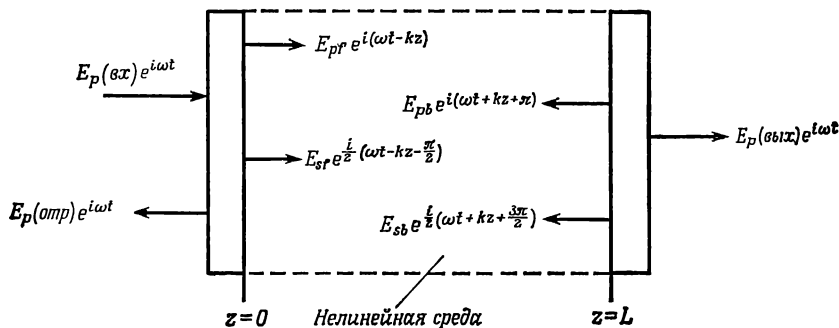 E_{pf} e^{i(ωt-kz)}
E_p(вх)e^{iωt}
E_{pb} e^{i(ωt+kz+π)}
E_p(вых)e^{iωt}
E_{sf} e^{\frac{i}{2}(ωt-kz-\frac{π}{2})}
E_p(отр)e^{iωt}
E_{sb} e^{\frac{i}{2}(ωt+kz+\frac{3π}{2})}
z=0 Нелинейная среда z=L